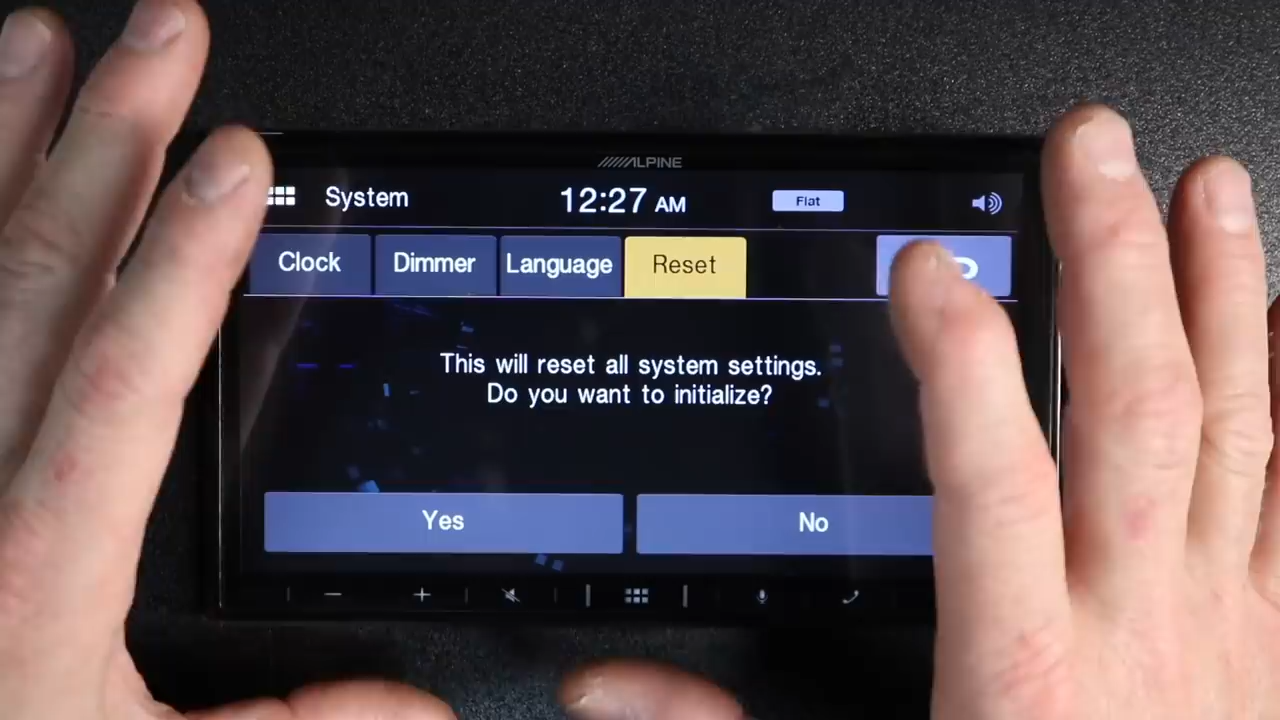 ALPINE
System 12:27 AM Flat
Clock Dimmer Language Reset
This will reset all system settings.
Do you want to initialize?
Yes No